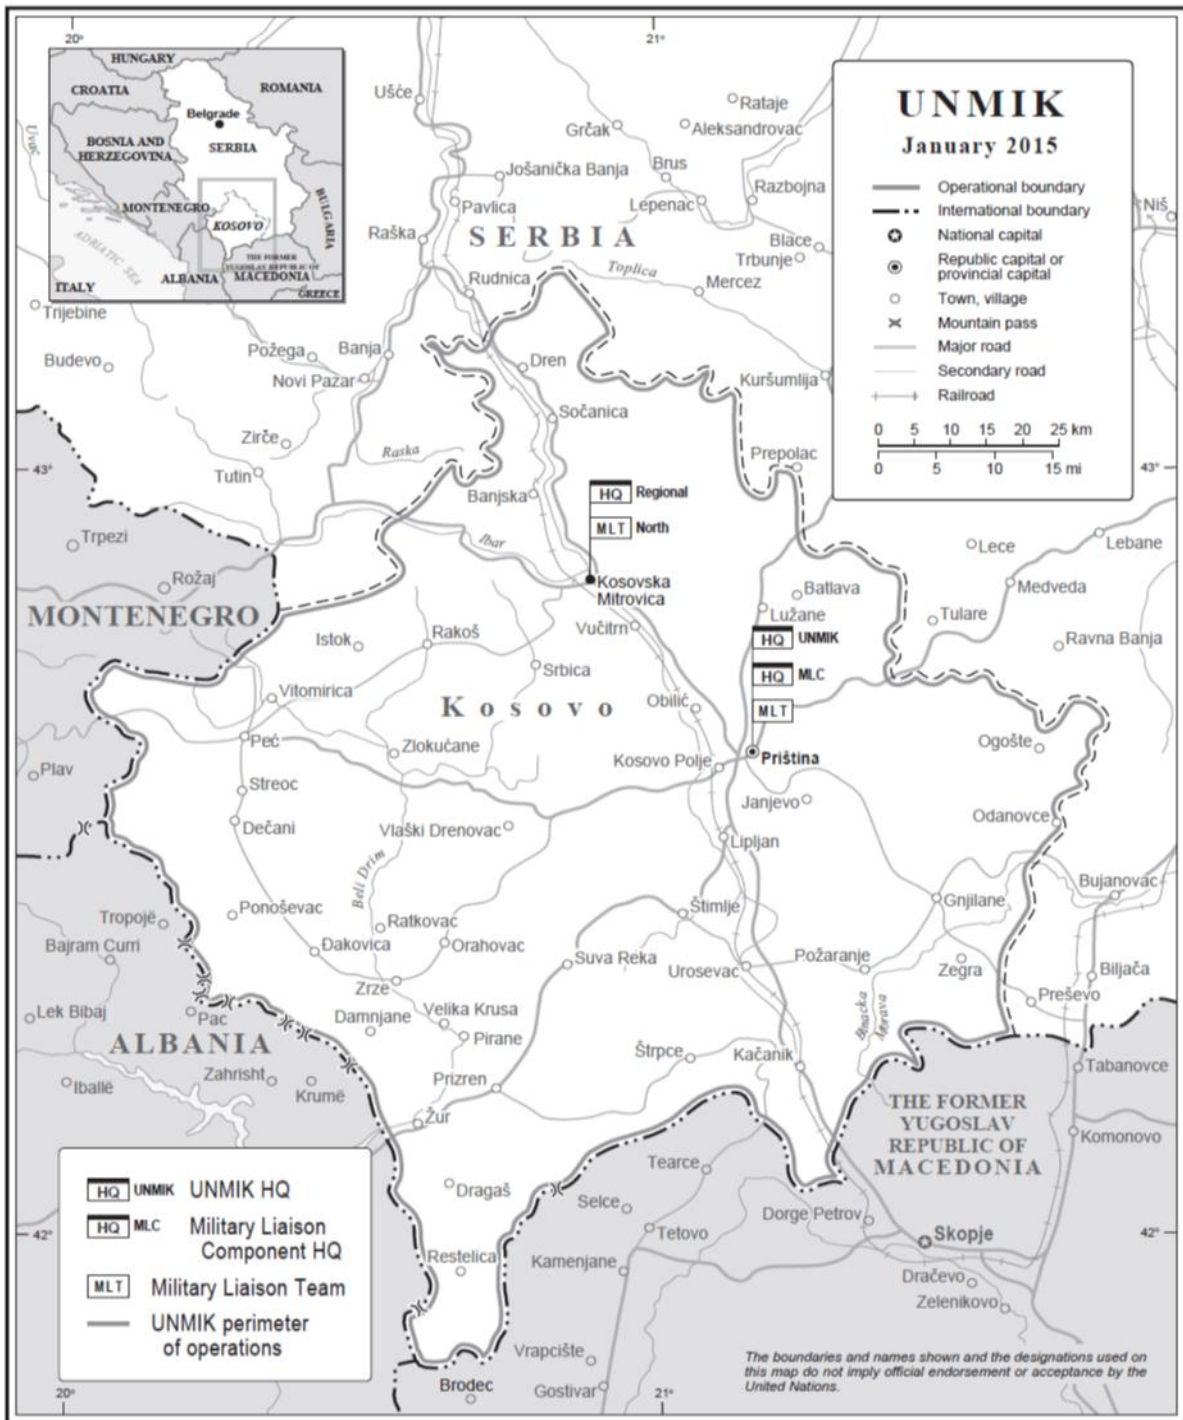 20°
21°
HUNGARY
CROATIA
ROMANIA
Belgrade
BOSNIA AND
HERZEGOVINA
SERBIA
MONTENEGRO
KOSOVO
BULGARIA
ADRIATIC SEA
THE FORMER
YUGOSLAV REPUBLIC OF
MACEDONIA
ALBANIA
ITALY
GREECE
Uvac
UNMIK
January 2015
Operational boundary
International boundary
National capital
Republic capital or
provincial capital
Town, village
Mountain pass
Major road
Secondary road
Railroad
0 5 10 15 20 25 km
0 5 10 15 mi
Ušće
Rataje
Grčak
Aleksandrovac
Jošanička Banja
Brus
Razbojna
Pavlica
Lepenac
Niš
Raška
SERBIA
Blace
Trbunje
Toplica
Rudnica
Mercez
Trijebine
Požega
Banja
Budevo
Dren
Novi Pazar
Kuršumlija
Sočanica
Zirče
Raska
Tutin
43°
Prepolac
43°
Banjska
HQ Regional
MLT North
Trpezi
Ibar
Lece
Lebane
Rožaj
Kosovska
Mitrovica
Batlava
Medveda
MONTENEGRO
Lužane
Tulare
Vučitrn
Istok
Rakoš
HQ UNMIK
Ravna Banja
Srbica
HQ MLC
Vitomirica
Kosovo
Obilić
MLT
Peć
Zlokućane
Ogošte
Plav
Kosovo Polje
Priština
Streoc
Janjevo
Dečani
Vlaški Drenovac
Odanovce
Lipljan
Beli Drim
Bujanovac
Ponoševac
Gnjilane
Tropojë
Ratkovac
Štimlje
Bajram Curri
Đakovica
Orahovac
Suva Reka
Urosevac
Požaranje
Zegra
Biljača
Zrze
Preševo
Lek Bibaj
Pac
Velika Krusa
Damnjane
Binacka
Morava
ALBANIA
Pirane
Štrpce
Kačanik
Tabanovce
Iballë
Zahrisht
Krumë
Prizren
THE FORMER
YUGOSLAV
REPUBLIC OF
MACEDONIA
Žur
Komonovo
Tearce
Dragaš
Selce
Dorge Petrov
Tetovo
42°
Skopje
42°
Restelica
Kamenjane
Dračevo
Zelenikovo
Vrapcište
Brodec
Gostivar
HQ UNMIK UNMIK HQ
HQ MLC Military Liaison
Component HQ
MLT Military Liaison Team
UNMIK perimeter
of operations
The boundaries and names shown and the designations used on
this map do not imply official endorsement or acceptance by the
United Nations.
20°
21°